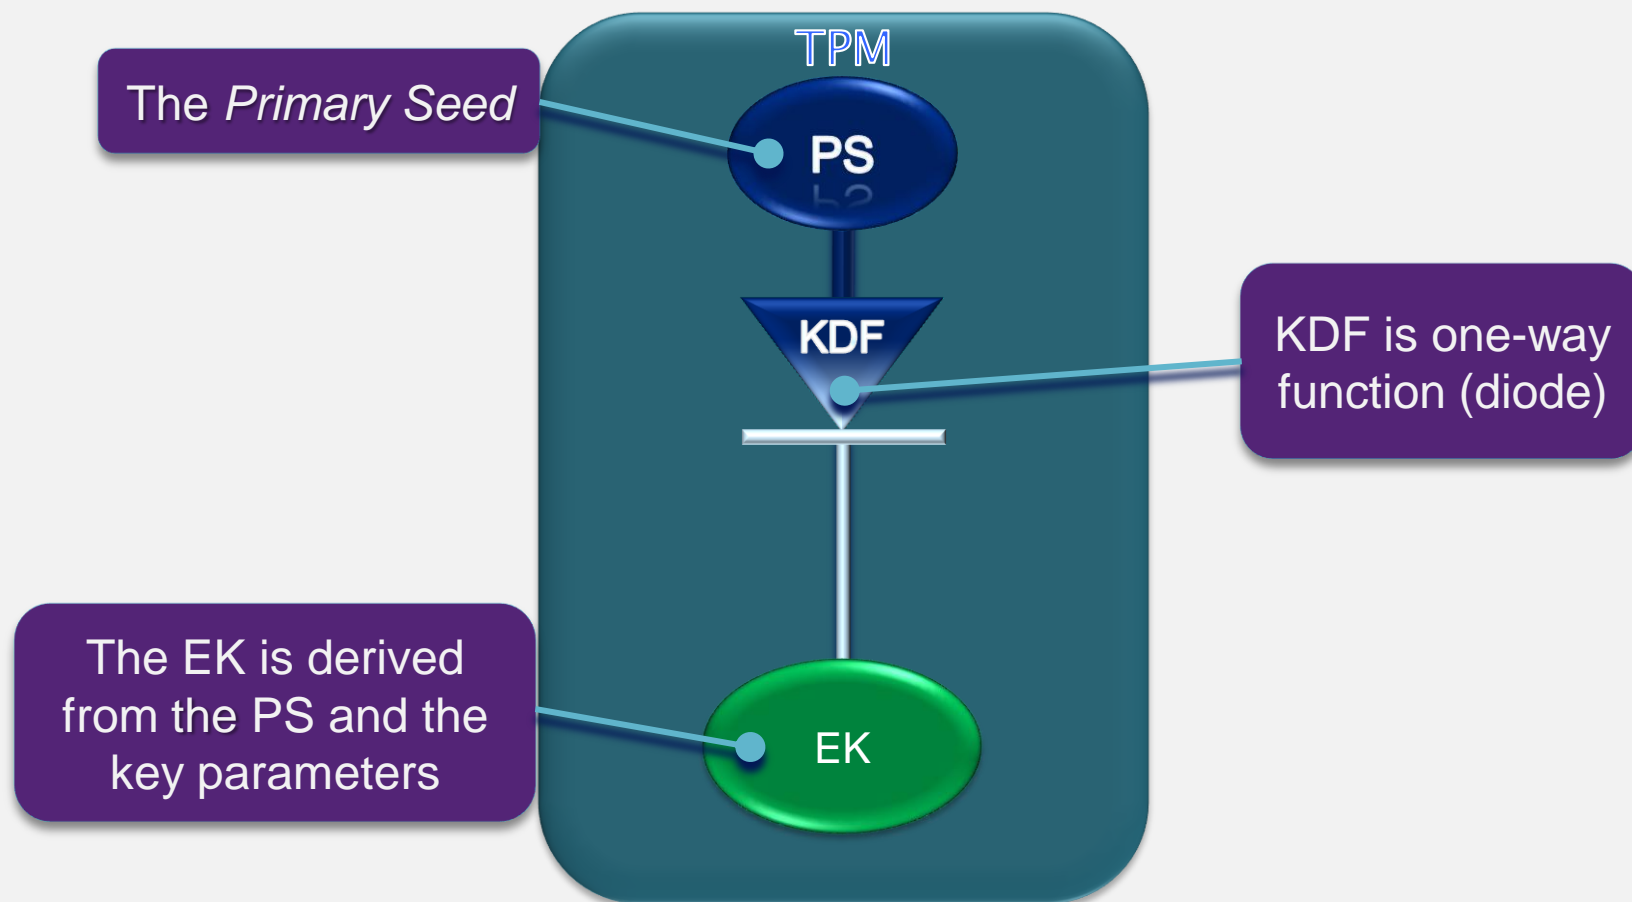 TPM
The Primary Seed
PS
KDF
KDF is one-way
function (diode)
The EK is derived
from the PS and the
key parameters
EK